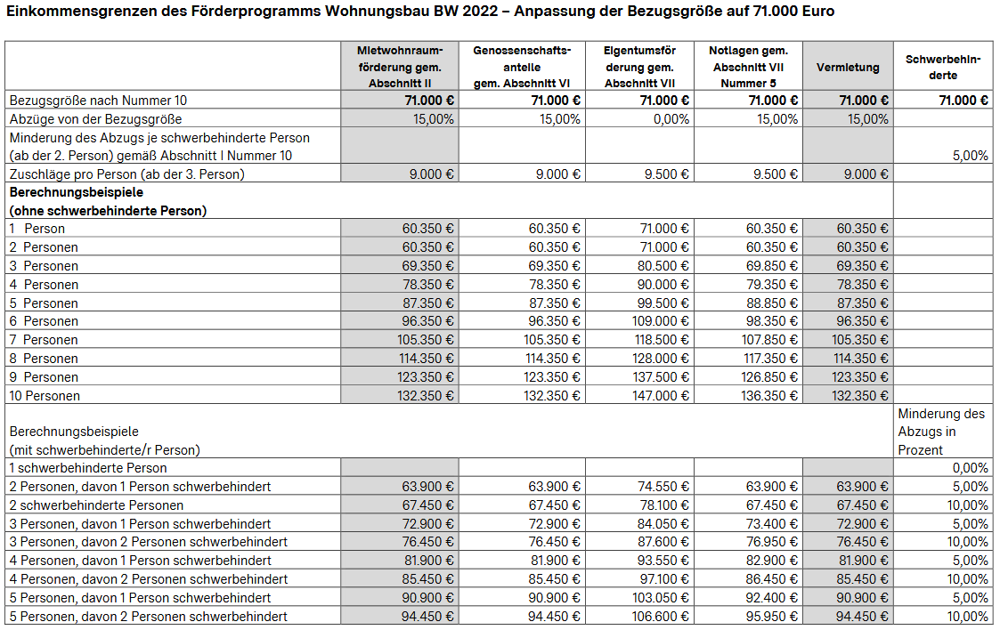 Einkommensgrenzen des Förderprogramms Wohnungsbau BW 2022 – Anpassung der Bezugsgröße auf 71.000 Euro
Mietwohnraum-
förderung gem.
Abschnitt II
Genossenschafts-
anteile
gem. Abschnitt VI
Eigentumsför
derung gem.
Abschnitt VII
Notlagen gem.
Abschnitt VII
Nummer 5
Vermietung
Schwerbehin-
derte
Bezugsgröße nach Nummer 10 71.000 € 71.000 € 71.000 € 71.000 € 71.000 € 71.000 €
Abzüge von der Bezugsgröße 15,00% 15,00% 0,00% 15,00% 15,00%
Minderung des Abzugs je schwerbehinderte Person
(ab der 2. Person) gemäß Abschnitt I Nummer 10 5,00%
Zuschläge pro Person (ab der 3. Person) 9.000 € 9.000 € 9.500 € 9.500 € 9.000 €
Berechnungsbeispiele
(ohne schwerbehinderte Person)
1 Person 60.350 € 60.350 € 71.000 € 60.350 € 60.350 €
2 Personen 60.350 € 60.350 € 71.000 € 60.350 € 60.350 €
3 Personen 69.350 € 69.350 € 80.500 € 69.850 € 69.350 €
4 Personen 78.350 € 78.350 € 90.000 € 79.350 € 78.350 €
5 Personen 87.350 € 87.350 € 99.500 € 88.850 € 87.350 €
6 Personen 96.350 € 96.350 € 109.000 € 98.350 € 96.350 €
7 Personen 105.350 € 105.350 € 118.500 € 107.850 € 105.350 €
8 Personen 114.350 € 114.350 € 128.000 € 117.350 € 114.350 €
9 Personen 123.350 € 123.350 € 137.500 € 126.850 € 123.350 €
10 Personen 132.350 € 132.350 € 147.000 € 136.350 € 132.350 €
Berechnungsbeispiele
(mit schwerbehinderte/r Person)
Minderung des
Abzugs in
Prozent
1 schwerbehinderte Person 0,00%
2 Personen, davon 1 Person schwerbehindert 63.900 € 63.900 € 74.550 € 63.900 € 63.900 € 5,00%
2 schwerbehinderte Personen 67.450 € 67.450 € 78.100 € 67.450 € 67.450 € 10,00%
3 Personen, davon 1 Person schwerbehindert 72.900 € 72.900 € 84.050 € 73.400 € 72.900 € 5,00%
3 Personen, davon 2 Personen schwerbehindert 76.450 € 76.450 € 87.600 € 76.950 € 76.450 € 10,00%
4 Personen, davon 1 Person schwerbehindert 81.900 € 81.900 € 93.550 € 82.900 € 81.900 € 5,00%
4 Personen, davon 2 Personen schwerbehindert 85.450 € 85.450 € 97.100 € 86.450 € 85.450 € 10,00%
5 Personen, davon 1 Person schwerbehindert 90.900 € 90.900 € 103.050 € 92.400 € 90.900 € 5,00%
5 Personen, davon 2 Personen schwerbehindert 94.450 € 94.450 € 106.600 € 95.950 € 94.450 € 10,00%